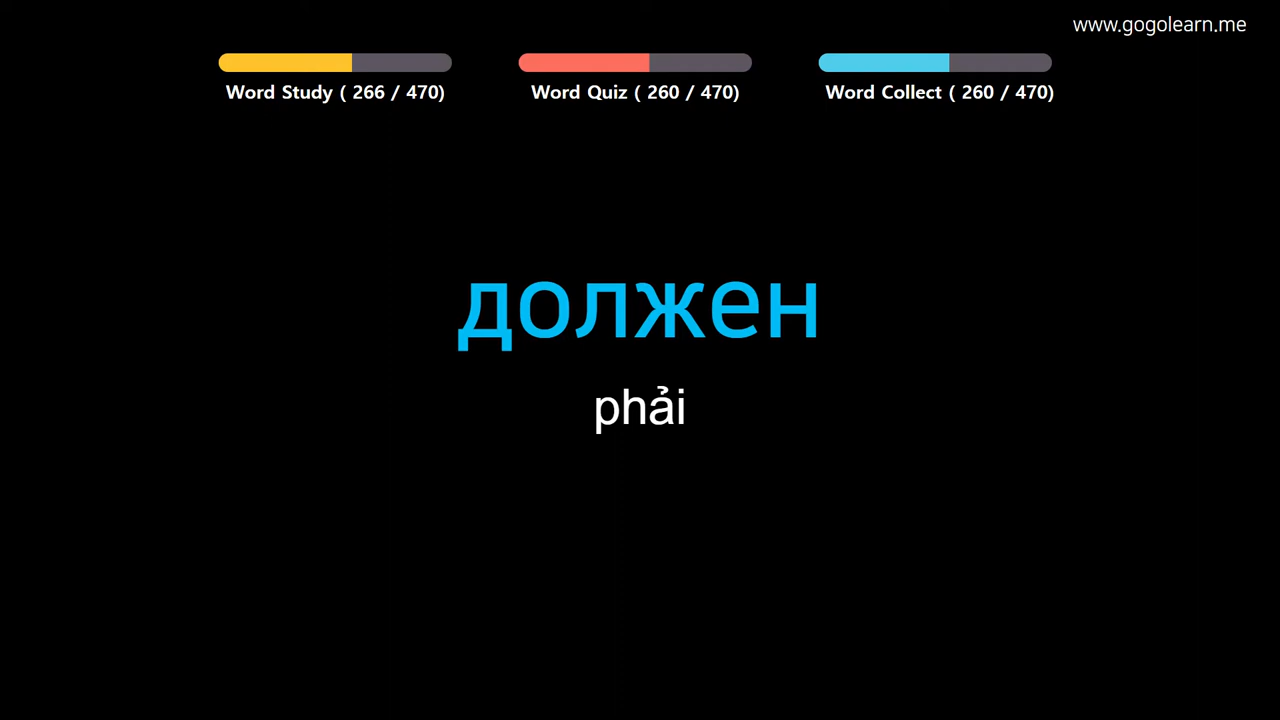 www.gogolearn.me
Word Study ( 266 / 470)
Word Quiz ( 260 / 470)
Word Collect ( 260 / 470)
должен
phải